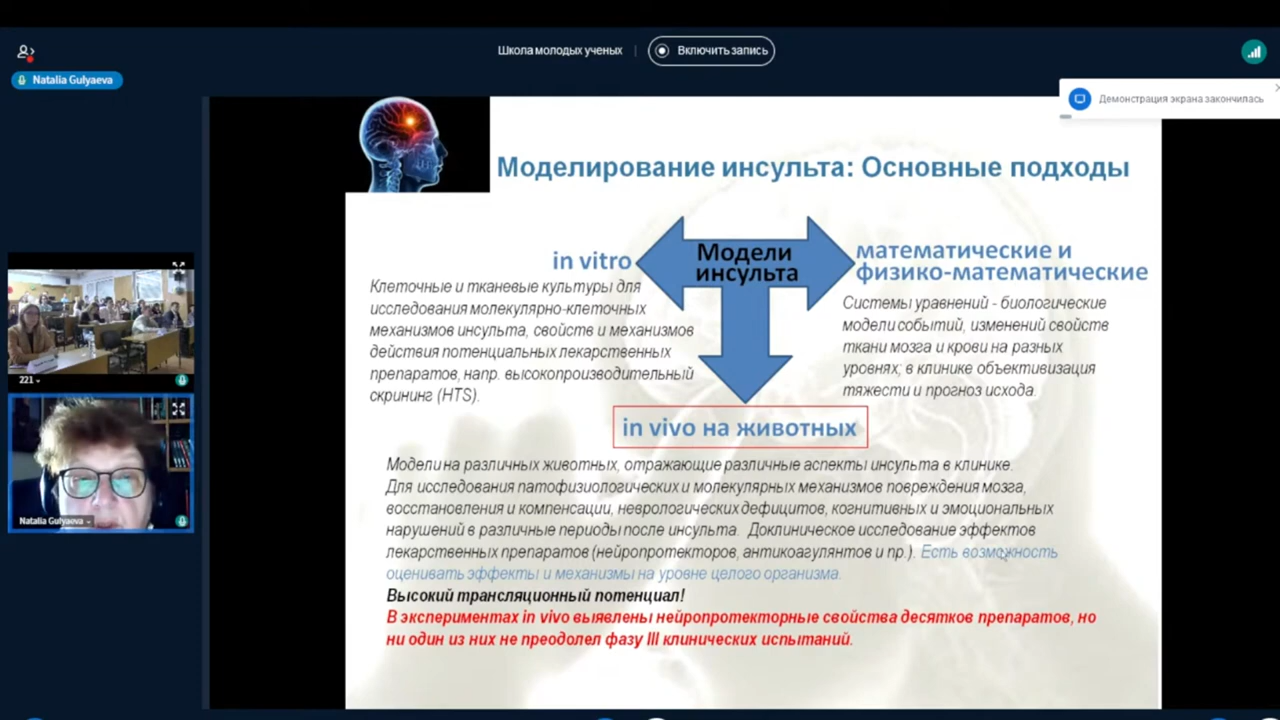 Школа молодых ученых
Включить запись
Natalia Gulyaeva
Демонстрация экрана закончилась
Моделирование инсульта: Основные подходы
Модели
инсульта
in vitro
Клеточные и тканевые культуры для
исследования молекулярно-клеточных
механизмов инсульта, свойств и механизмов
действия потенциальных лекарственных
препаратов, напр. высокопроизводительный
скрининг (HTS).
математические и
физико-математические
Системы уравнений - биологические
модели событий, изменений свойств
ткани мозга и крови на разных
уровнях; в клинике объективизация
тяжести и прогноз исхода.
in vivo на животных
Модели на различных животных, отражающие различные аспекты инсульта в клинике.
Для исследования патофизиологических и молекулярных механизмов повреждения мозга,
восстановления и компенсации, неврологических дефицитов, когнитивных и эмоциональных
нарушений в различные периоды после инсульта. Доклиническое исследование эффектов
лекарственных препаратов (нейропротекторов, антикоагулянтов и пр.). Есть возможность
оценивать эффекты и механизмы на уровне целого организма.
Высокий трансляционный потенциал!
В экспериментах in vivo выявлены нейропротекторные свойства десятков препаратов, но
ни один из них не преодолел фазу III клинических испытаний.
221
Natalia Gulyaeva